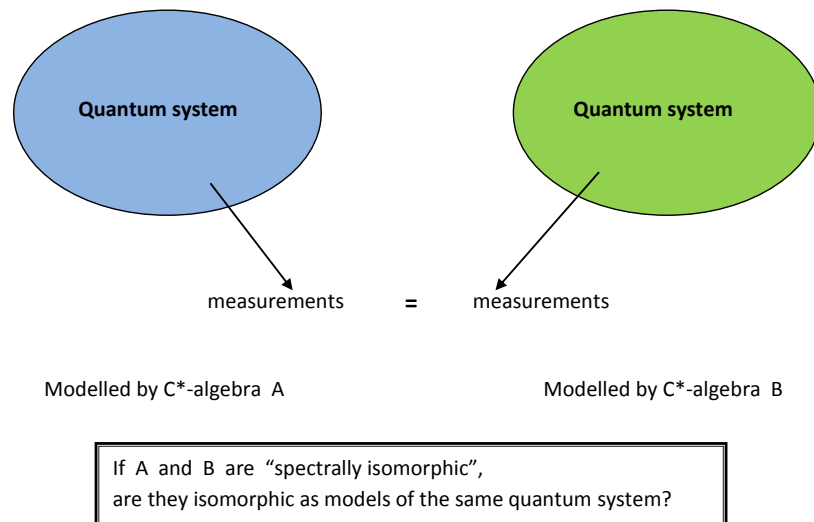 Quantum system Quantum system
measurements = measurements
Modelled by C*-algebra A Modelled by C*-algebra B
If A and B are “spectrally isomorphic”,
are they isomorphic as models of the same quantum system?